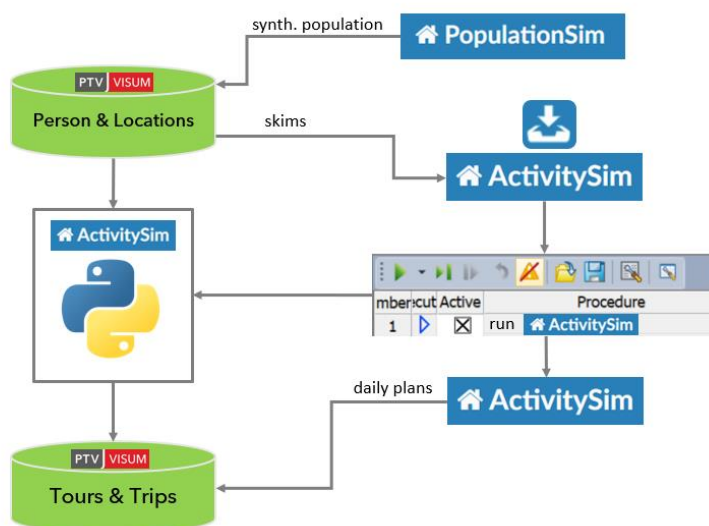 synth. population
PopulationSim
PTV VISUM
Person & Locations
skims
ActivitySim
ActivitySim
mber cut Active Procedure
1 run ActivitySim
daily plans
ActivitySim
PTV VISUM
Tours & Trips